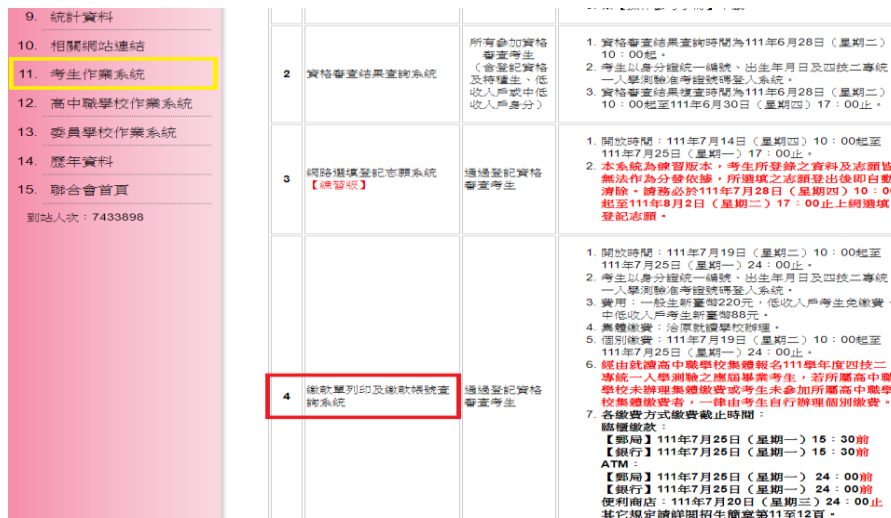 9. 統計資料
10. 相關網站連結
11. 考生作業系統
12. 高中職學校作業系統
13. 委員學校作業系統
14. 歷年資料
15. 聯合會首頁
到站人次：7433898
2
資格審查結果查詢系統
所有參加資格
審查考生
（含登記資格
及特種生、低
收入戶或中低
收入戶身分）
1. 資格審查結果查詢時間為111年6月28日（星期二）
10：00起。
2. 考生以身分證統一編號、出生年月日及四技二專統
一入學測驗准考證號碼登入系統。
3. 資格審查結果複查時間為111年6月28日（星期二）
10：00起至111年6月30日（星期四）17：00止。
3
網路選填登記志願系統
【練習版】
通過登記資格
審查考生
1. 開放時間：111年7月14日（星期四）10：00起至
111年7月25日（星期一）17：00止。
2. 本系統為練習版本，考生所登錄之資料及志願皆
無法作為分發依據，所選填之志願登出後即自動
清除。請務必於111年7月28日（星期四）10：00
起至111年8月2日（星期二）17：00止上網選填
登記志願。
4
繳款單列印及繳款帳號查
詢系統
通過登記資格
審查考生
1. 開放時間：111年7月19日（星期二）10：00起至
111年7月25日（星期一）24：00止。
2. 考生以身分證統一編號、出生年月日及四技二專統
一入學測驗准考證號碼登入系統。
3. 費用：一般生新臺幣220元，低收入戶考生免繳費，
中低收入戶考生新臺幣88元。
4. 集體繳費：洽原就讀學校辦理。
5. 個別繳費：111年7月19日（星期二）10：00起至
111年7月25日（星期一）24：00止。
6. 經由就讀高中職學校集體報名111學年度四技二
專統一入學測驗之應屆畢業考生，若所屬高中職
學校未辦理集體繳費或考生未參加所屬高中職學
校集體繳費者，一律由考生自行辦理個別繳費。
7. 各繳費方式繳費截止時間：
臨櫃繳款：
【郵局】111年7月25日（星期一）15：30前
【銀行】111年7月25日（星期一）15：30前
ATM：
【郵局】111年7月25日（星期一） 24：00前
【銀行】111年7月25日（星期一） 24：00前
便利商店：111年7月20日（星期三）24：00止
其它規定請詳閱招生簡章第11至12頁。